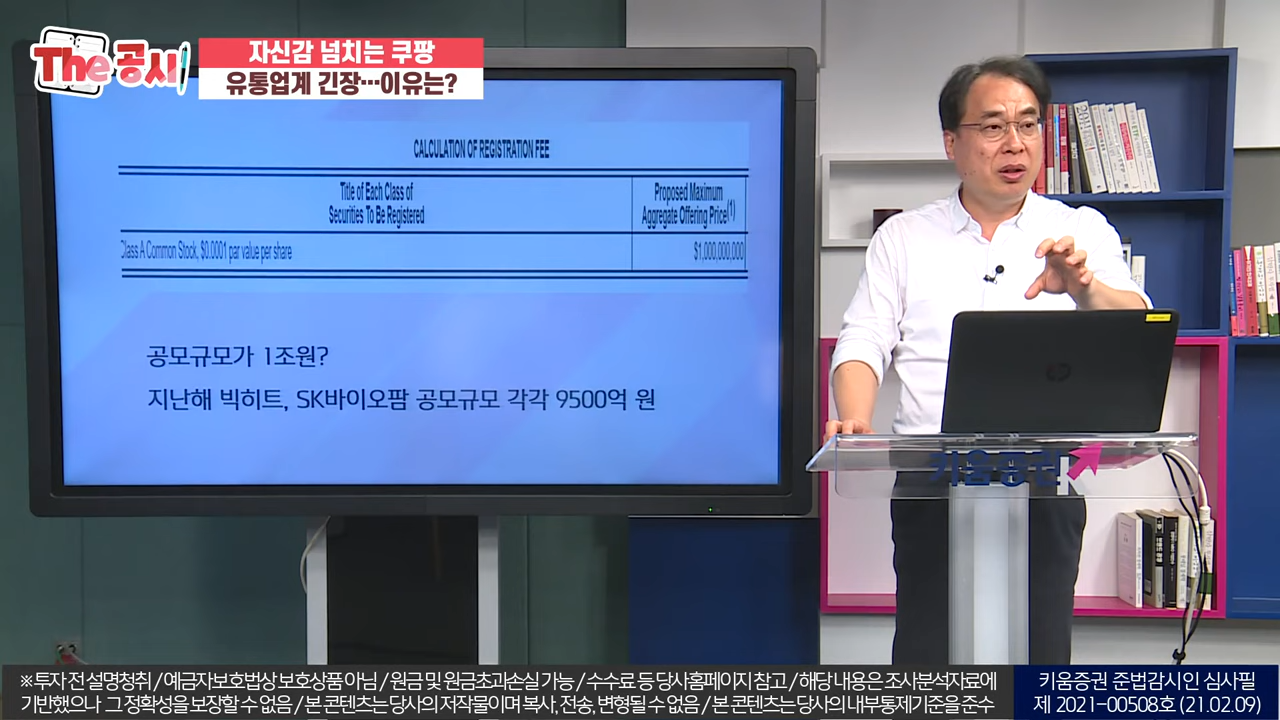 The 공시
자신감 넘치는 쿠팡
유통업계 긴장…이유는?
CALCULATION OF REGISTRATION FEE
Title of Each Class of
Securities To Be Registered
Proposed Maximum
Aggregate Offering Price(1)
Class A Common Stock, $0.0001 par value per share
$1,000,000,000
공모규모가 1조원?
지난해 빅히트, SK바이오팜 공모규모 각각 9500억 원
키움증권
※ 투자 전 설명청취 / 예금자보호법상 보호상품 아님 / 원금 및 원금초과손실 가능 / 수수료 등 당사홈페이지 참고 / 해당 내용은 조사분석자료에
기반했으나 그 정확성을 보장할 수 없음 / 본 콘텐츠는 당사의 저작물이며 복사, 전송, 변형될 수 없음 / 본 콘텐츠는 당사의 내부통제기준을 준수
키움증권 준법감시인 심사필
제 2021-00508호 (21.02.09)